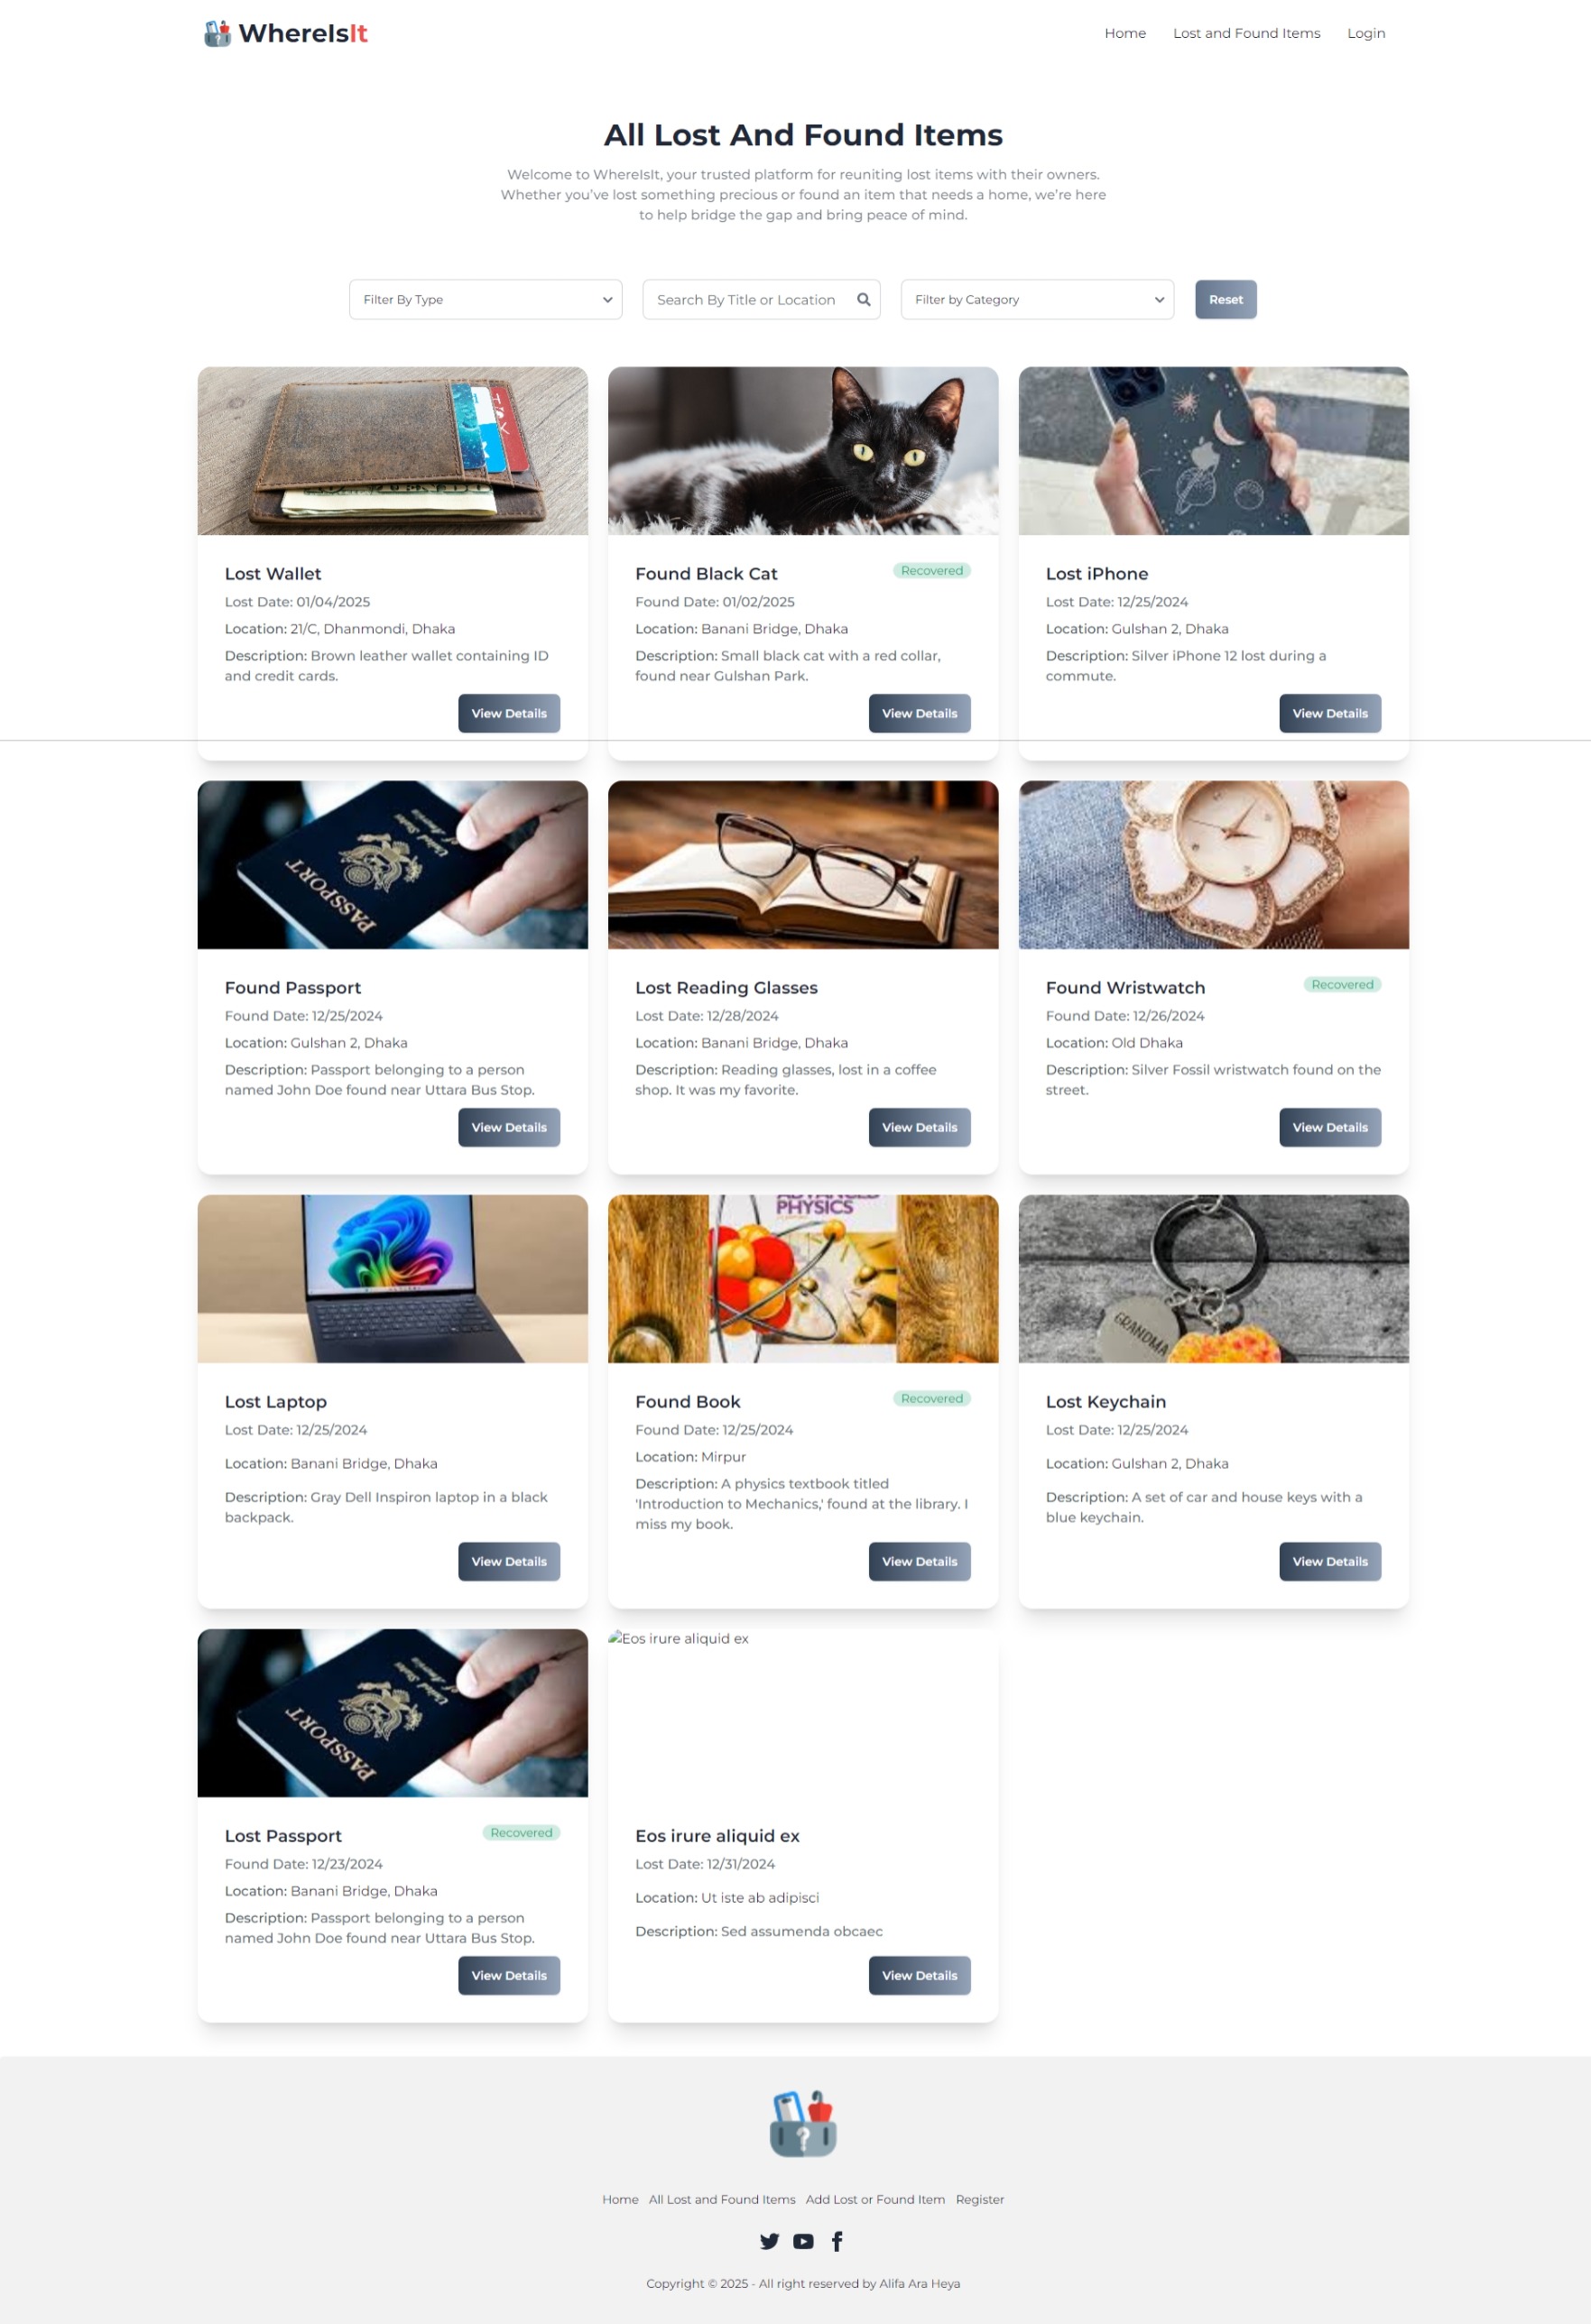 WhereIsIt
Home Lost and Found Items Login
All Lost And Found Items
Welcome to WhereIsIt, your trusted platform for reuniting lost items with their owners.
Whether you've lost something precious or found an item that needs a home, we're here
to help bridge the gap and bring peace of mind.
Filter By Type
Search By Title or Location
Filter by Category
Reset
Lost Wallet
Lost Date: 01/04/2025
Location: 21/C, Dhanmondi, Dhaka
Description: Brown leather wallet containing ID
and credit cards.
View Details
Found Black Cat
Recovered
Found Date: 01/02/2025
Location: Banani Bridge, Dhaka
Description: Small black cat with a red collar,
found near Gulshan Park.
View Details
Lost iPhone
Lost Date: 12/25/2024
Location: Gulshan 2, Dhaka
Description: Silver iPhone 12 lost during a
commute.
View Details
PASSPORT
United States
of America
Found Passport
Found Date: 12/25/2024
Location: Gulshan 2, Dhaka
Description: Passport belonging to a person
named John Doe found near Uttara Bus Stop.
View Details
Lost Reading Glasses
Lost Date: 12/28/2024
Location: Banani Bridge, Dhaka
Description: Reading glasses, lost in a coffee
shop. It was my favorite.
View Details
Found Wristwatch
Recovered
Found Date: 12/26/2024
Location: Old Dhaka
Description: Silver Fossil wristwatch found on the
street.
View Details
Lost Laptop
Lost Date: 12/25/2024
Location: Banani Bridge, Dhaka
Description: Gray Dell Inspiron laptop in a black
backpack.
View Details
ADVANCED
PHYSICS
Found Book
Recovered
Found Date: 12/25/2024
Location: Mirpur
Description: A physics textbook titled
'Introduction to Mechanics,' found at the library. I
miss my book.
View Details
GRANDMA
Lost Keychain
Lost Date: 12/25/2024
Location: Gulshan 2, Dhaka
Description: A set of car and house keys with a
blue keychain.
View Details
PASSPORT
United States
of America
Lost Passport
Recovered
Found Date: 12/23/2024
Location: Banani Bridge, Dhaka
Description: Passport belonging to a person
named John Doe found near Uttara Bus Stop.
View Details
Eos irure aliquid ex
Eos irure aliquid ex
Lost Date: 12/31/2024
Location: Ut iste ab adipisci
Description: Sed assumenda obcaec
View Details
?
Home All Lost and Found Items Add Lost or Found Item Register
Copyright © 2025 - All right reserved by Alifa Ara Heya